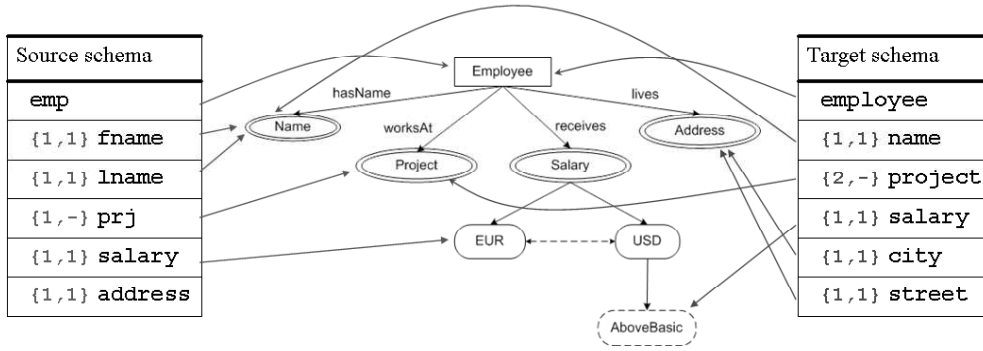 Source schema
emp
{1,1} fname
{1,1} lname
{1,-} prj
{1,1} salary
{1,1} address
Employee
hasName
lives
Name
worksAt
receives
Address
Project
Salary
EUR
USD
AboveBasic
Target schema
employee
{1,1} name
{2,-} project
{1,1} salary
{1,1} city
{1,1} street